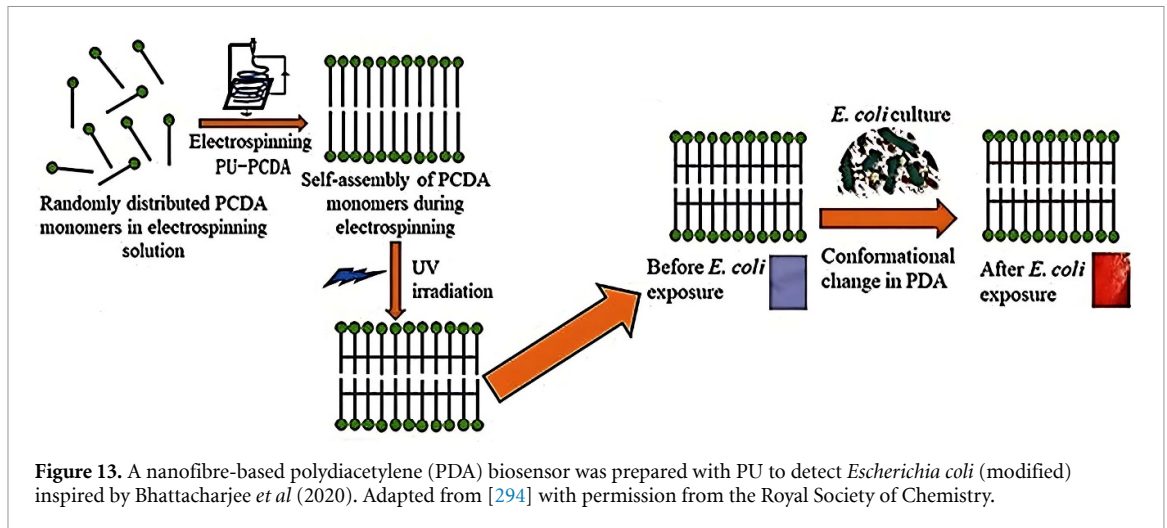 Electrospinning
PU-PCDA
Randomly distributed PCDA
monomers in electrospinning
solution
Self-assembly of PCDA
monomers during
electrospinning
UV
irradiation
Before E. coli
exposure
E. coli culture
Conformational
change in PDA
After E. coli
exposure
Figure 13. A nanofibre-based polydiacetylene (PDA) biosensor was prepared with PU to detect Escherichia coli (modified)
inspired by Bhattacharjee et al (2020). Adapted from [294] with permission from the Royal Society of Chemistry.